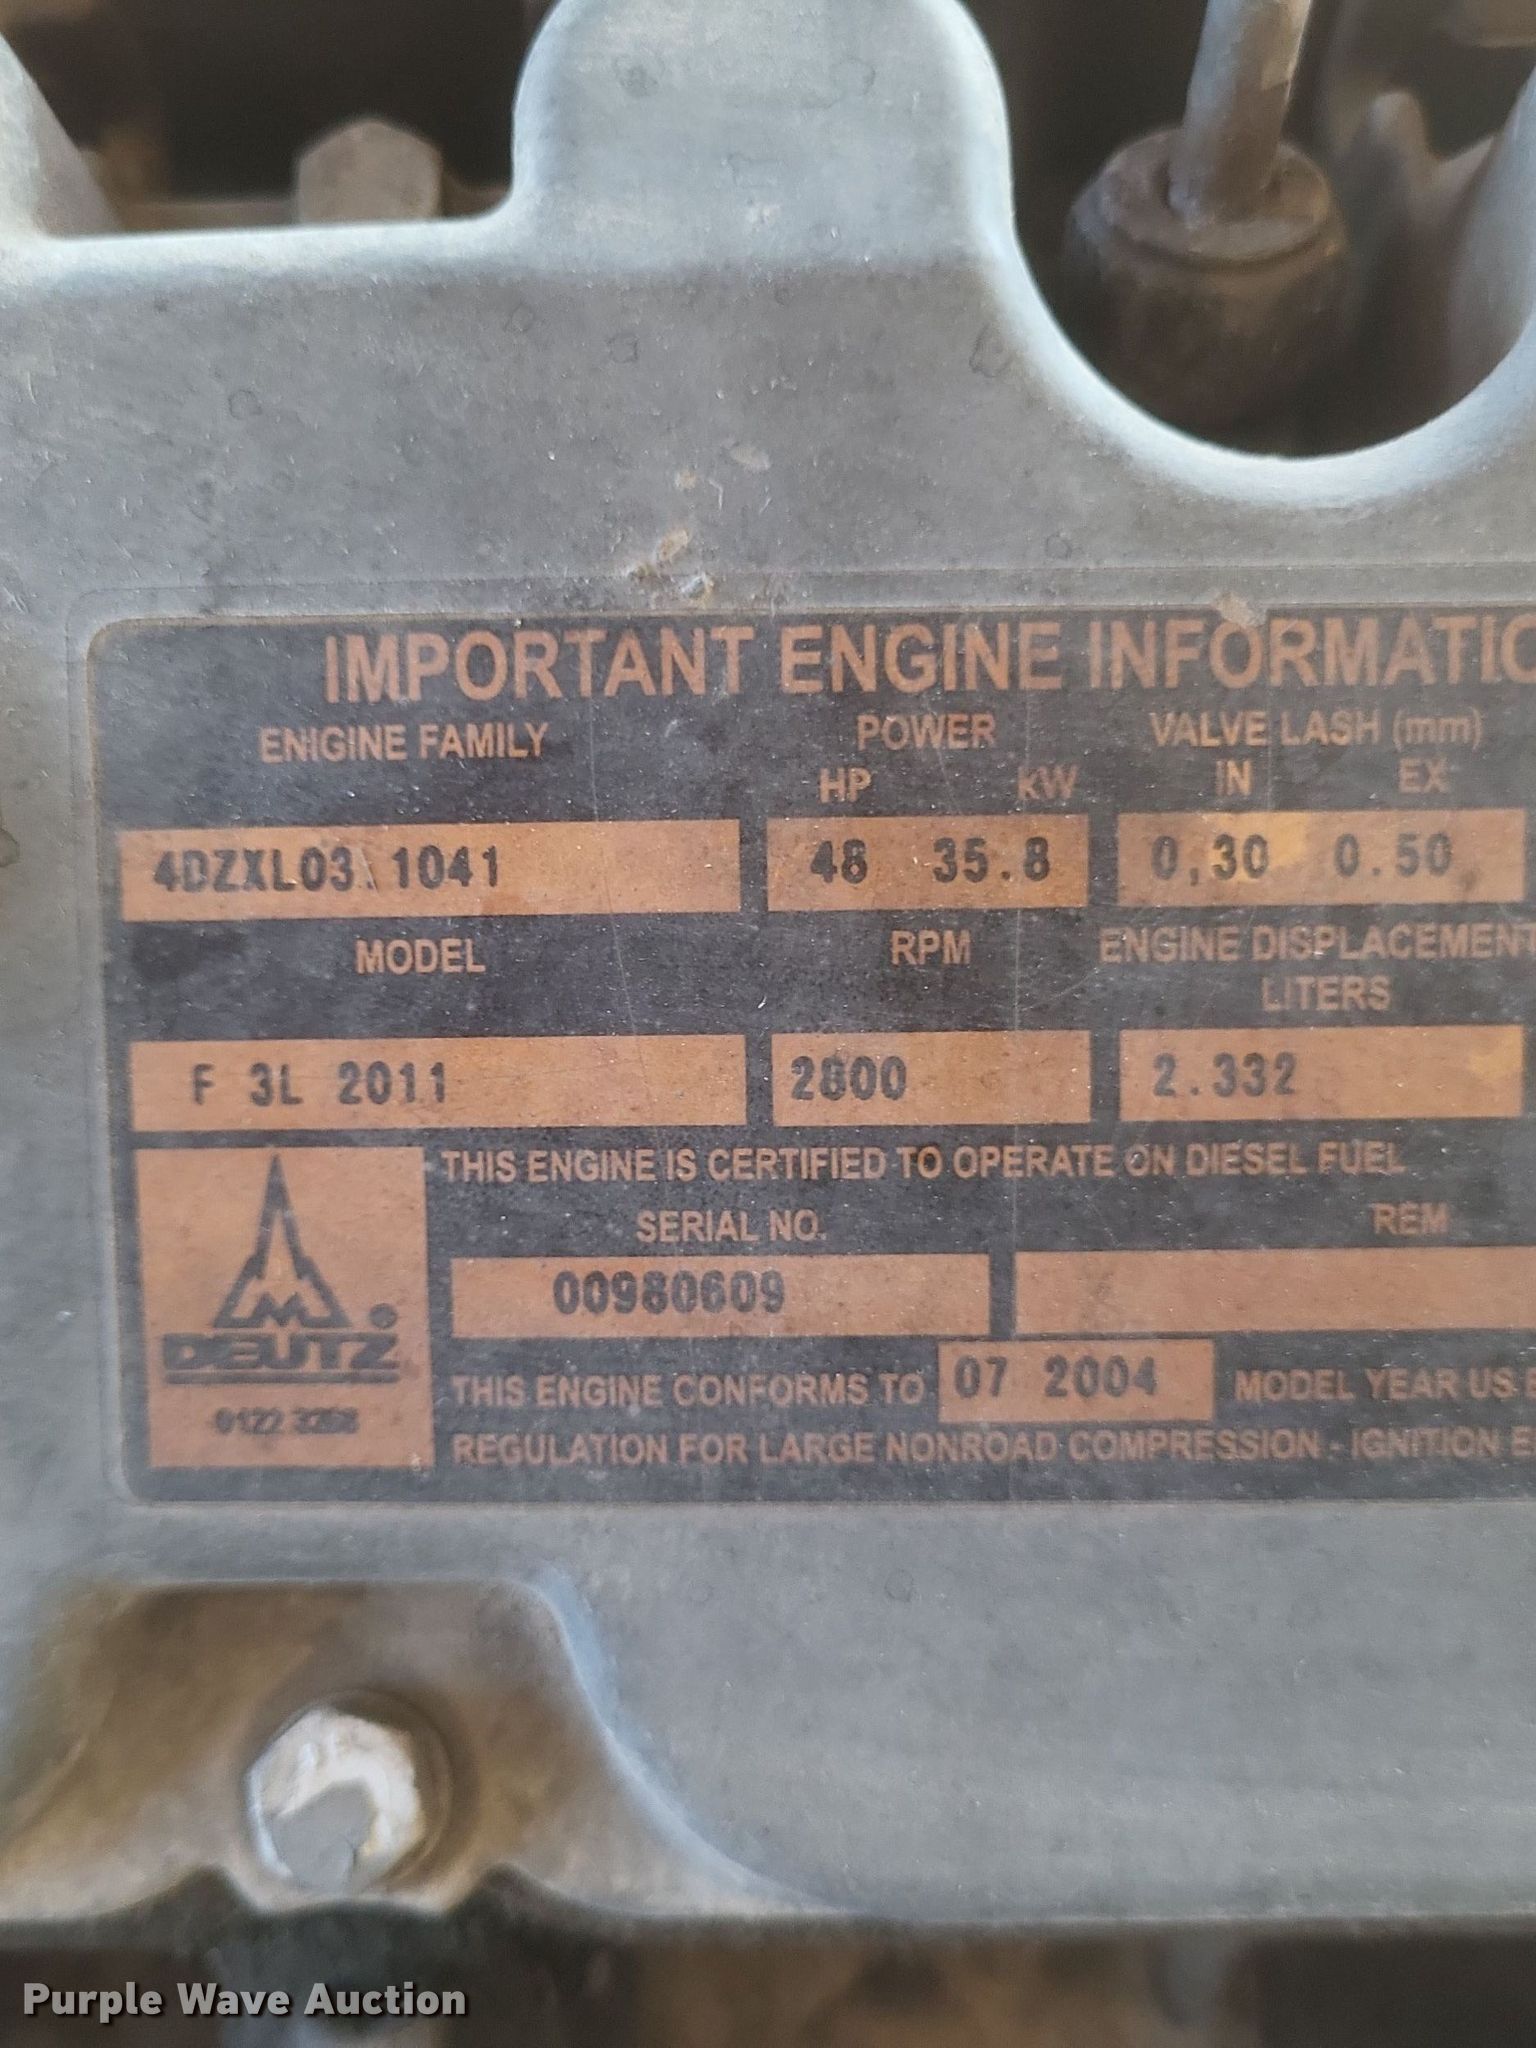 IMPORTANT ENGINE INFORMATIO
ENIGINE FAMILY POWER VALVE LASH (mm)
HP KW IN EX
4DZXL03.1041 48 35.8 0,30 0.50
MODEL RPM ENGINE DISPLACEMENT
LITERS
F 3L 2011 2800 2.332
THIS ENGINE IS CERTIFIED TO OPERATE ON DIESEL FUEL
SERIAL NO. REM
00980609
DEUTZ®
THIS ENGINE CONFORMS TO 07 2004 MODEL YEAR US
REGULATION FOR LARGE NONROAD COMPRESSION - IGNITION E
Purple Wave Auction